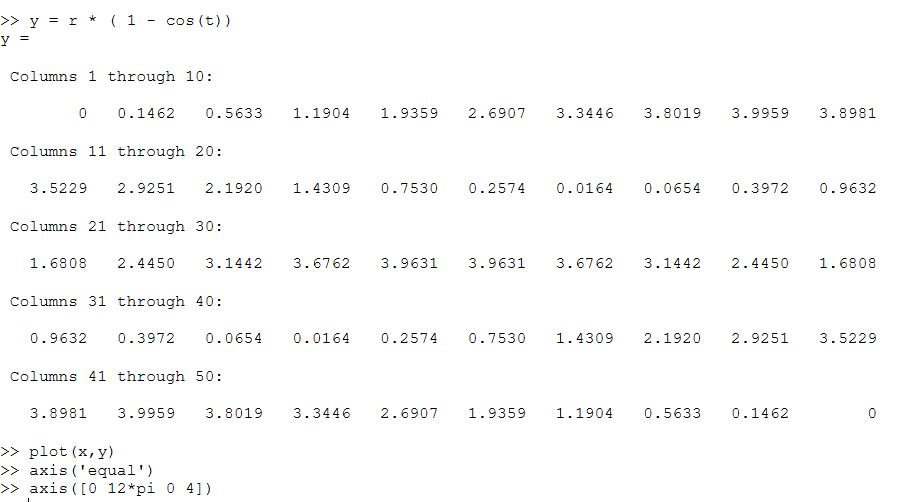 >> y = r * ( 1 - cos(t))
y =
Columns 1 through 10:
0 0.1462 0.5633 1.1904 1.9359 2.6907 3.3446 3.8019 3.9959 3.8981
Columns 11 through 20:
3.5229 2.9251 2.1920 1.4309 0.7530 0.2574 0.0164 0.0654 0.3972 0.9632
Columns 21 through 30:
1.6808 2.4450 3.1442 3.6762 3.9631 3.9631 3.6762 3.1442 2.4450 1.6808
Columns 31 through 40:
0.9632 0.3972 0.0654 0.0164 0.2574 0.7530 1.4309 2.1920 2.9251 3.5229
Columns 41 through 50:
3.8981 3.9959 3.8019 3.3446 2.6907 1.9359 1.1904 0.5633 0.1462 0
>> plot(x,y)
>> axis('equal')
>> axis([0 12*pi 0 4])